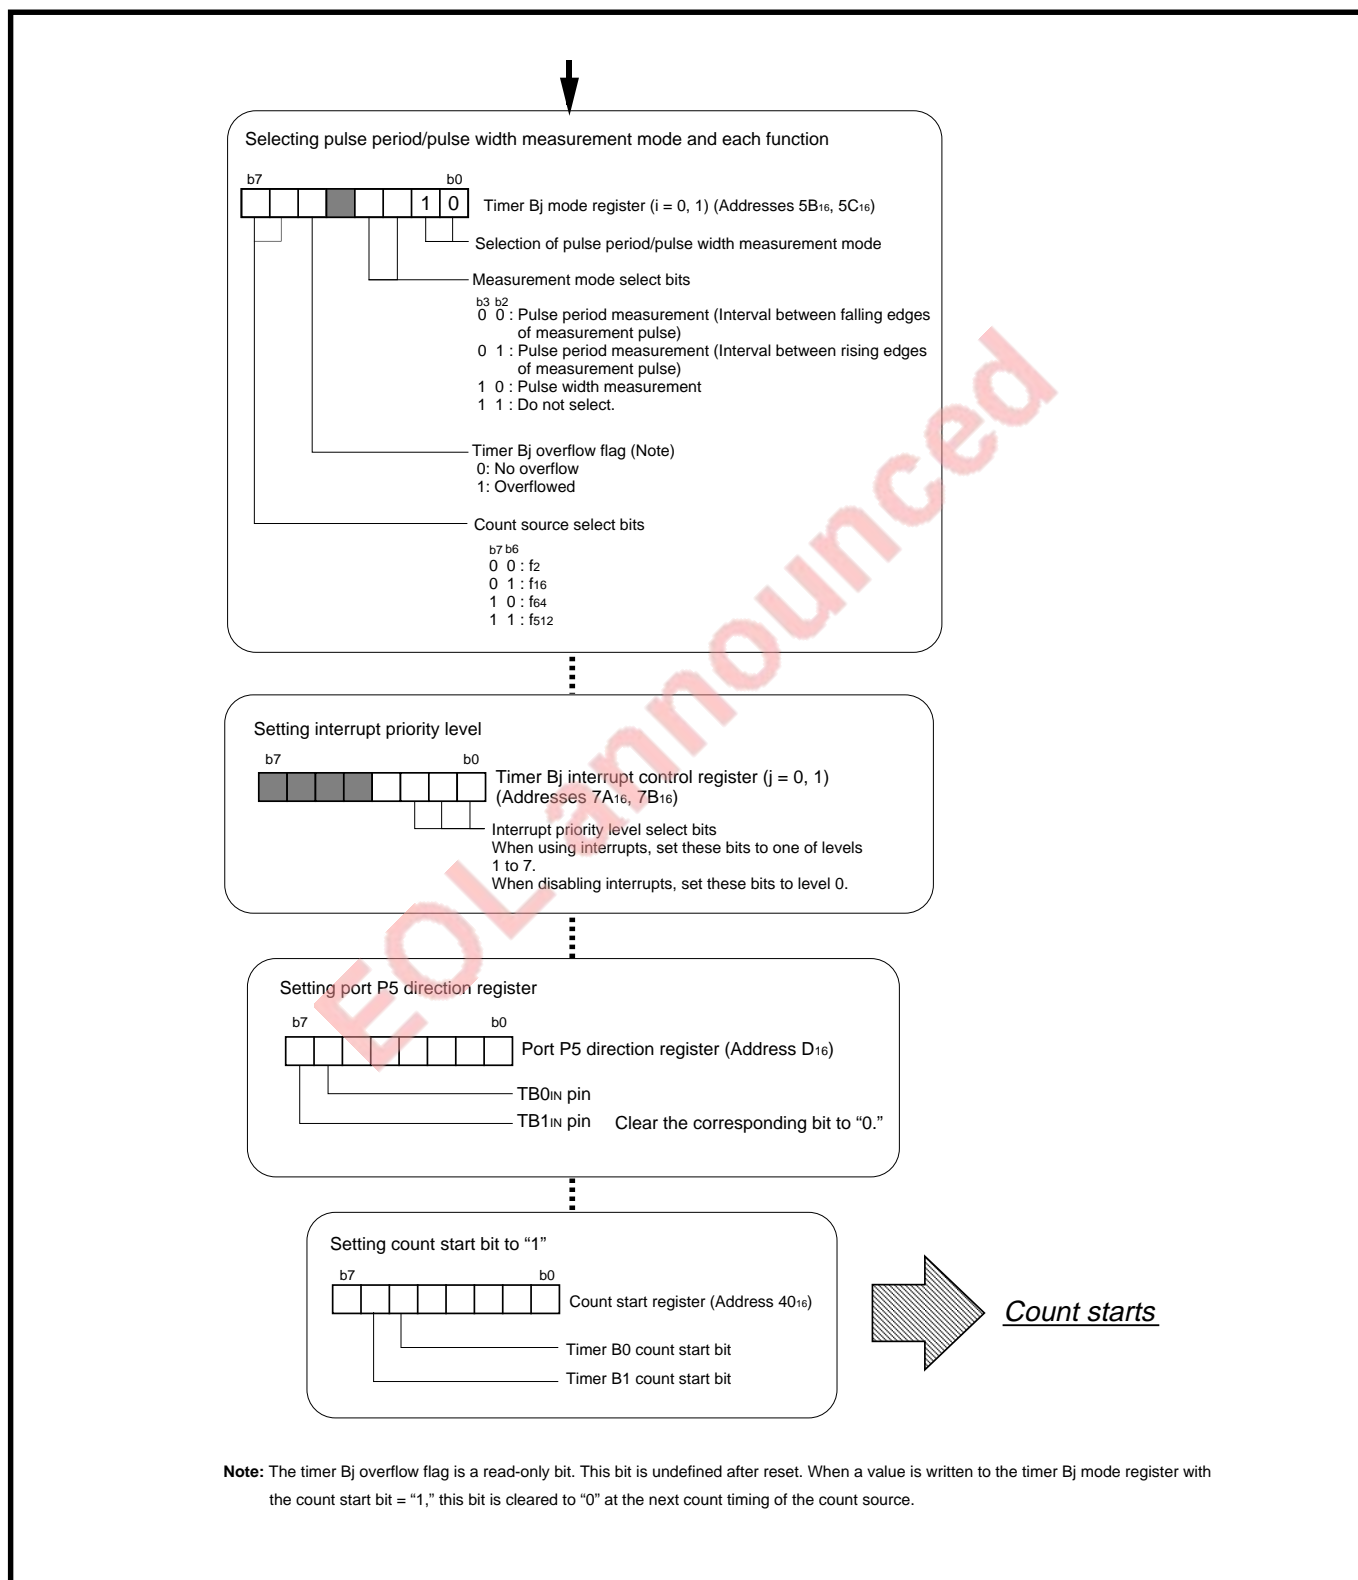 Selecting pulse period/pulse width measurement mode and each function
b7 b0
1 0
Timer Bj mode register (i = 0, 1) (Addresses 5B16, 5C16)
Selection of pulse period/pulse width measurement mode
Measurement mode select bits
b3 b2
0 0 : Pulse period measurement (Interval between falling edges
of measurement pulse)
0 1 : Pulse period measurement (Interval between rising edges
of measurement pulse)
1 0 : Pulse width measurement
1 1 : Do not select.
Timer Bj overflow flag (Note)
0: No overflow
1: Overflowed
Count source select bits
b7 b6
0 0 : f2
0 1 : f16
1 0 : f64
1 1 : f512
Setting interrupt priority level
b7 b0
Timer Bj interrupt control register (j = 0, 1)
(Addresses 7A16, 7B16)
Interrupt priority level select bits
When using interrupts, set these bits to one of levels
1 to 7.
When disabling interrupts, set these bits to level 0.
Setting port P5 direction register
b7 b0
Port P5 direction register (Address D16)
TB0IN pin
TB1IN pin Clear the corresponding bit to “0.”
Setting count start bit to “1”
b7 b0
Count start register (Address 4016)
Timer B0 count start bit
Timer B1 count start bit
Count starts
Note: The timer Bj overflow flag is a read-only bit. This bit is undefined after reset. When a value is written to the timer Bj mode register with
the count start bit = “1,” this bit is cleared to “0” at the next count timing of the count source.
EOL announced